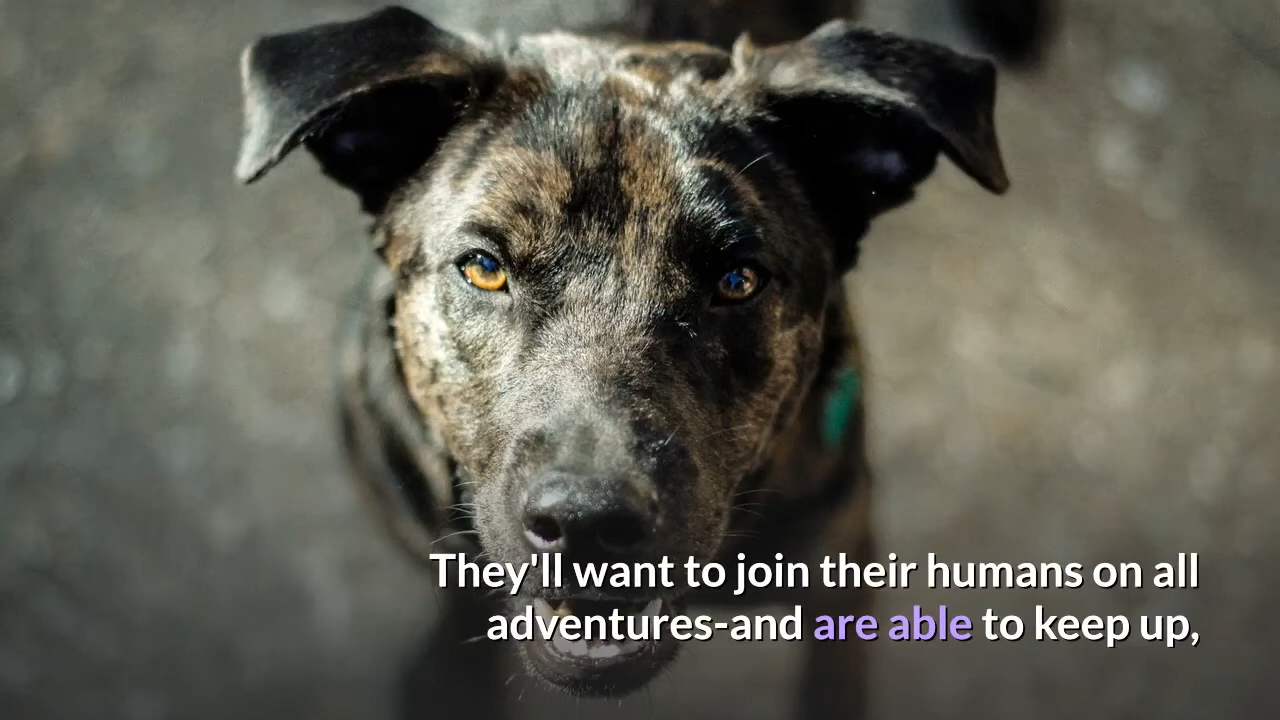 They'll want to join their humans on all
adventures-and are able to keep up,